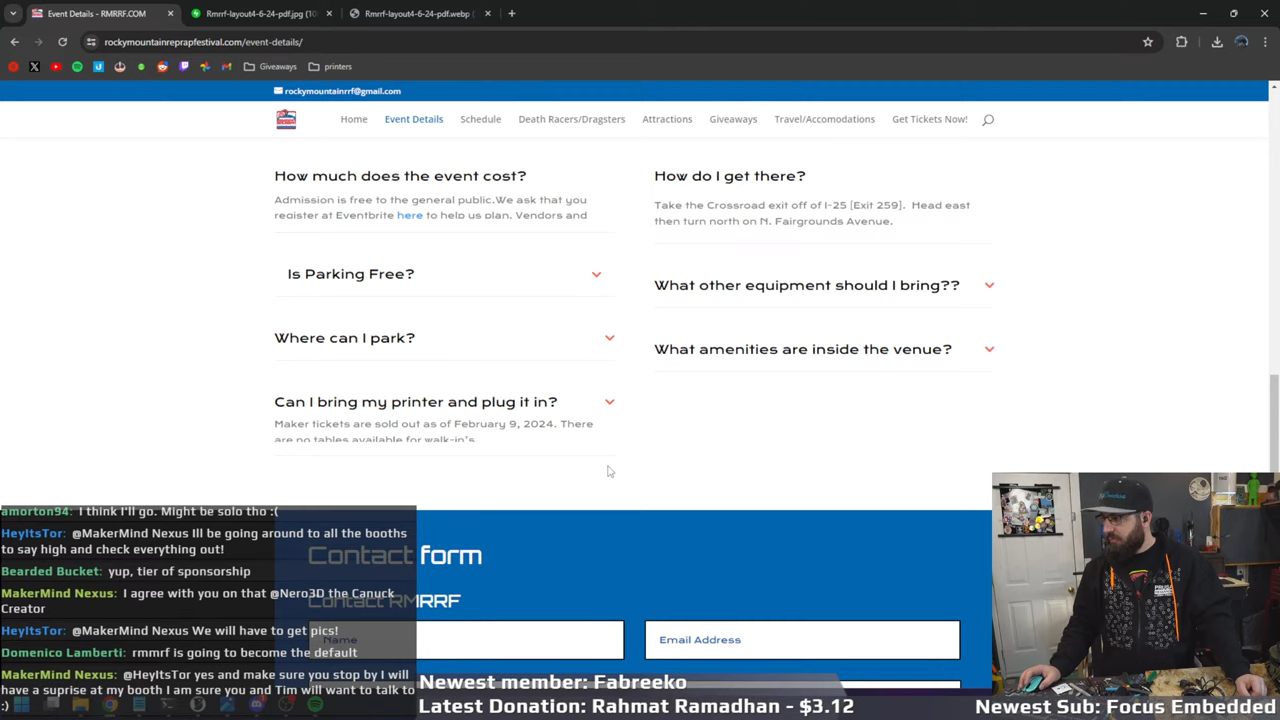 Event Details - RMRRF.COM
Rmrrf-layout4-6-24-pdf.jpg (10
Rmrrf-layout4-6-24-pdf.webp (
rockymountainreprapfestival.com/event-details/
Giveaways
printers
rockymountainrrf@gmail.com
Home
Event Details
Schedule
Death Racers/Dragsters
Attractions
Giveaways
Travel/Accomodations
Get Tickets Now!
How much does the event cost?
Admission is free to the general public.We ask that you
register at Eventbrite here to help us plan. Vendors and
Is Parking Free?
Where can I park?
Can I bring my printer and plug it in?
Maker tickets are sold out as of February 9, 2024. There
are no tables available for walk-in's
How do I get there?
Take the Crossroad exit off of I-25 [Exit 259]. Head east
then turn north on N. Fairgrounds Avenue.
What other equipment should I bring??
What amenities are inside the venue?
Contact form
Contact RMRRF
Name
Email Address
amorton94: I think I'll go. Might be solo tho :(
HeyItsTor: @MakerMind Nexus Ill be going around to all the booths
to say high and check everything out!
Bearded Bucket: yup, tier of sponsorship
MakerMind Nexus: I agree with you on that @Nero3D the Canuck
Creator
HeyItsTor: @MakerMind Nexus We will have to get pics!
Domenico Lamberti: rmmrf is going to become the default
MakerMind Nexus: @HeyItsTor yes and make sure you stop by I will
have a suprise at my booth I am sure you and Tim will want to talk to
:)
Newest member: Fabreeko
Latest Donation: Rahmat Ramadhan - $3.12
Newest Sub: Focus Embedded